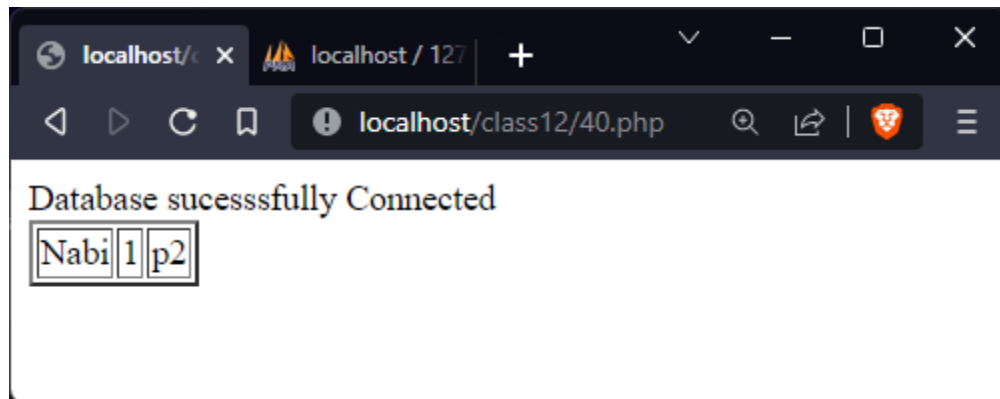 localhost/c
localhost / 127
localhost/class12/40.php
Database sucesssfully Connected
Nabi 1 p2